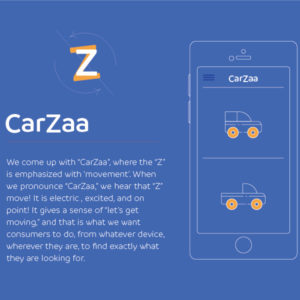 Z
CarZaa
We come up with “CarZaa”, where the “Z”
is emphasized with ‘movement’. When
we pronounce “CarZaa,” we hear that “Z”
move! It is electric , excited, and on
point! It gives a sense of “let’s get
moving,” and that is what we want
consumers to do, from whatever device,
wherever they are, to find exactly what
they are looking for.
CarZaa